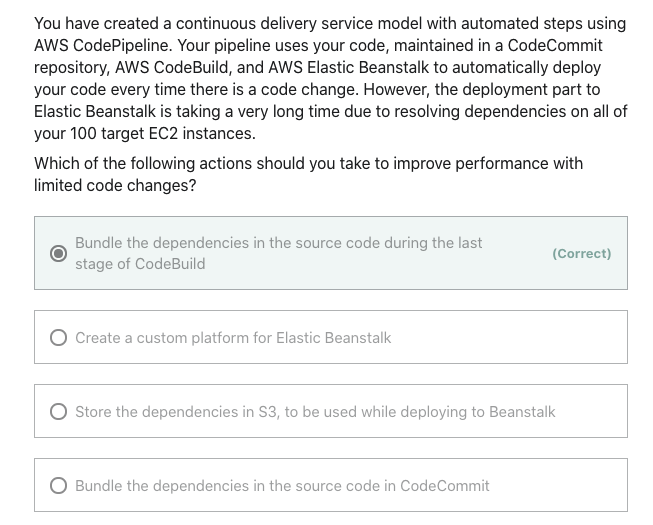 You have created a continuous delivery service model with automated steps using
AWS CodePipeline. Your pipeline uses your code, maintained in a CodeCommit
repository, AWS CodeBuild, and AWS Elastic Beanstalk to automatically deploy
your code every time there is a code change. However, the deployment part to
Elastic Beanstalk is taking a very long time due to resolving dependencies on all of
your 100 target EC2 instances.
Which of the following actions should you take to improve performance with
limited code changes?
Bundle the dependencies in the source code during the last
stage of CodeBuild
(Correct)
Create a custom platform for Elastic Beanstalk
Store the dependencies in S3, to be used while deploying to Beanstalk
Bundle the dependencies in the source code in CodeCommit